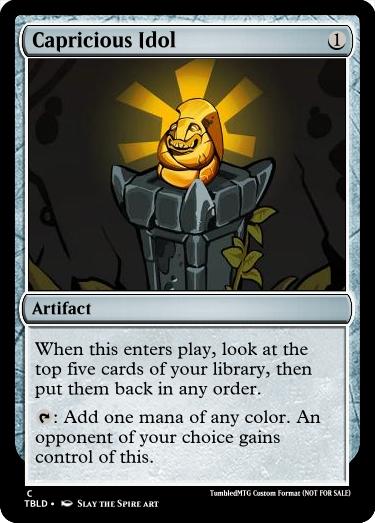 Capricious Idol 1
Artifact
When this enters play, look at the
top five cards of your library, then
put them back in any order.
: Add one mana of any color. An
opponent of your choice gains
control of this.
C
TBLD • SLAY THE SPIRE ART
TumbledMTG Custom Format (NOT FOR SALE)